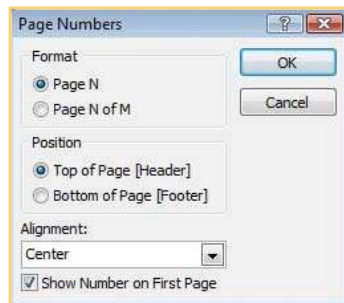 Page Numbers
Format
Page N
Page N of M
OK
Cancel
Position
Top of Page [Header]
Bottom of Page [Footer]
Alignment:
Center
Show Number on First Page